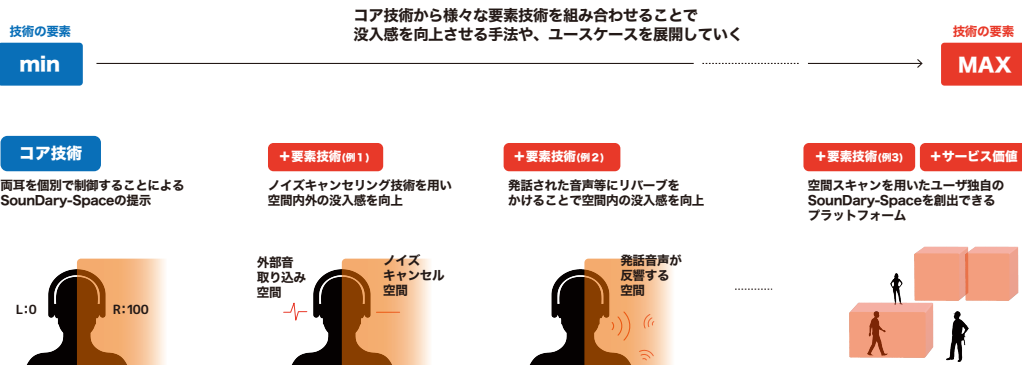 コア技術から様々な要素技術を組み合わせることで
没入感を向上させる手法や、ユースケースを展開していく
技術の要素
min
技術の要素
MAX
コア技術
両耳を個別で制御することによる
SounDary-Spaceの提示
L:0
R:100
＋要素技術(例1)
ノイズキャンセリング技術を用い
空間内外の没入感を向上
外部音
取り込み
空間
ノイズ
キャンセル
空間
＋要素技術(例2)
発話された音声等にリバーブを
かけることで空間内の没入感を向上
発話音声が
反響する
空間
＋要素技術(例3)
＋サービス価値
空間スキャンを用いたユーザ独自の
SounDary-Spaceを創出できる
プラットフォーム